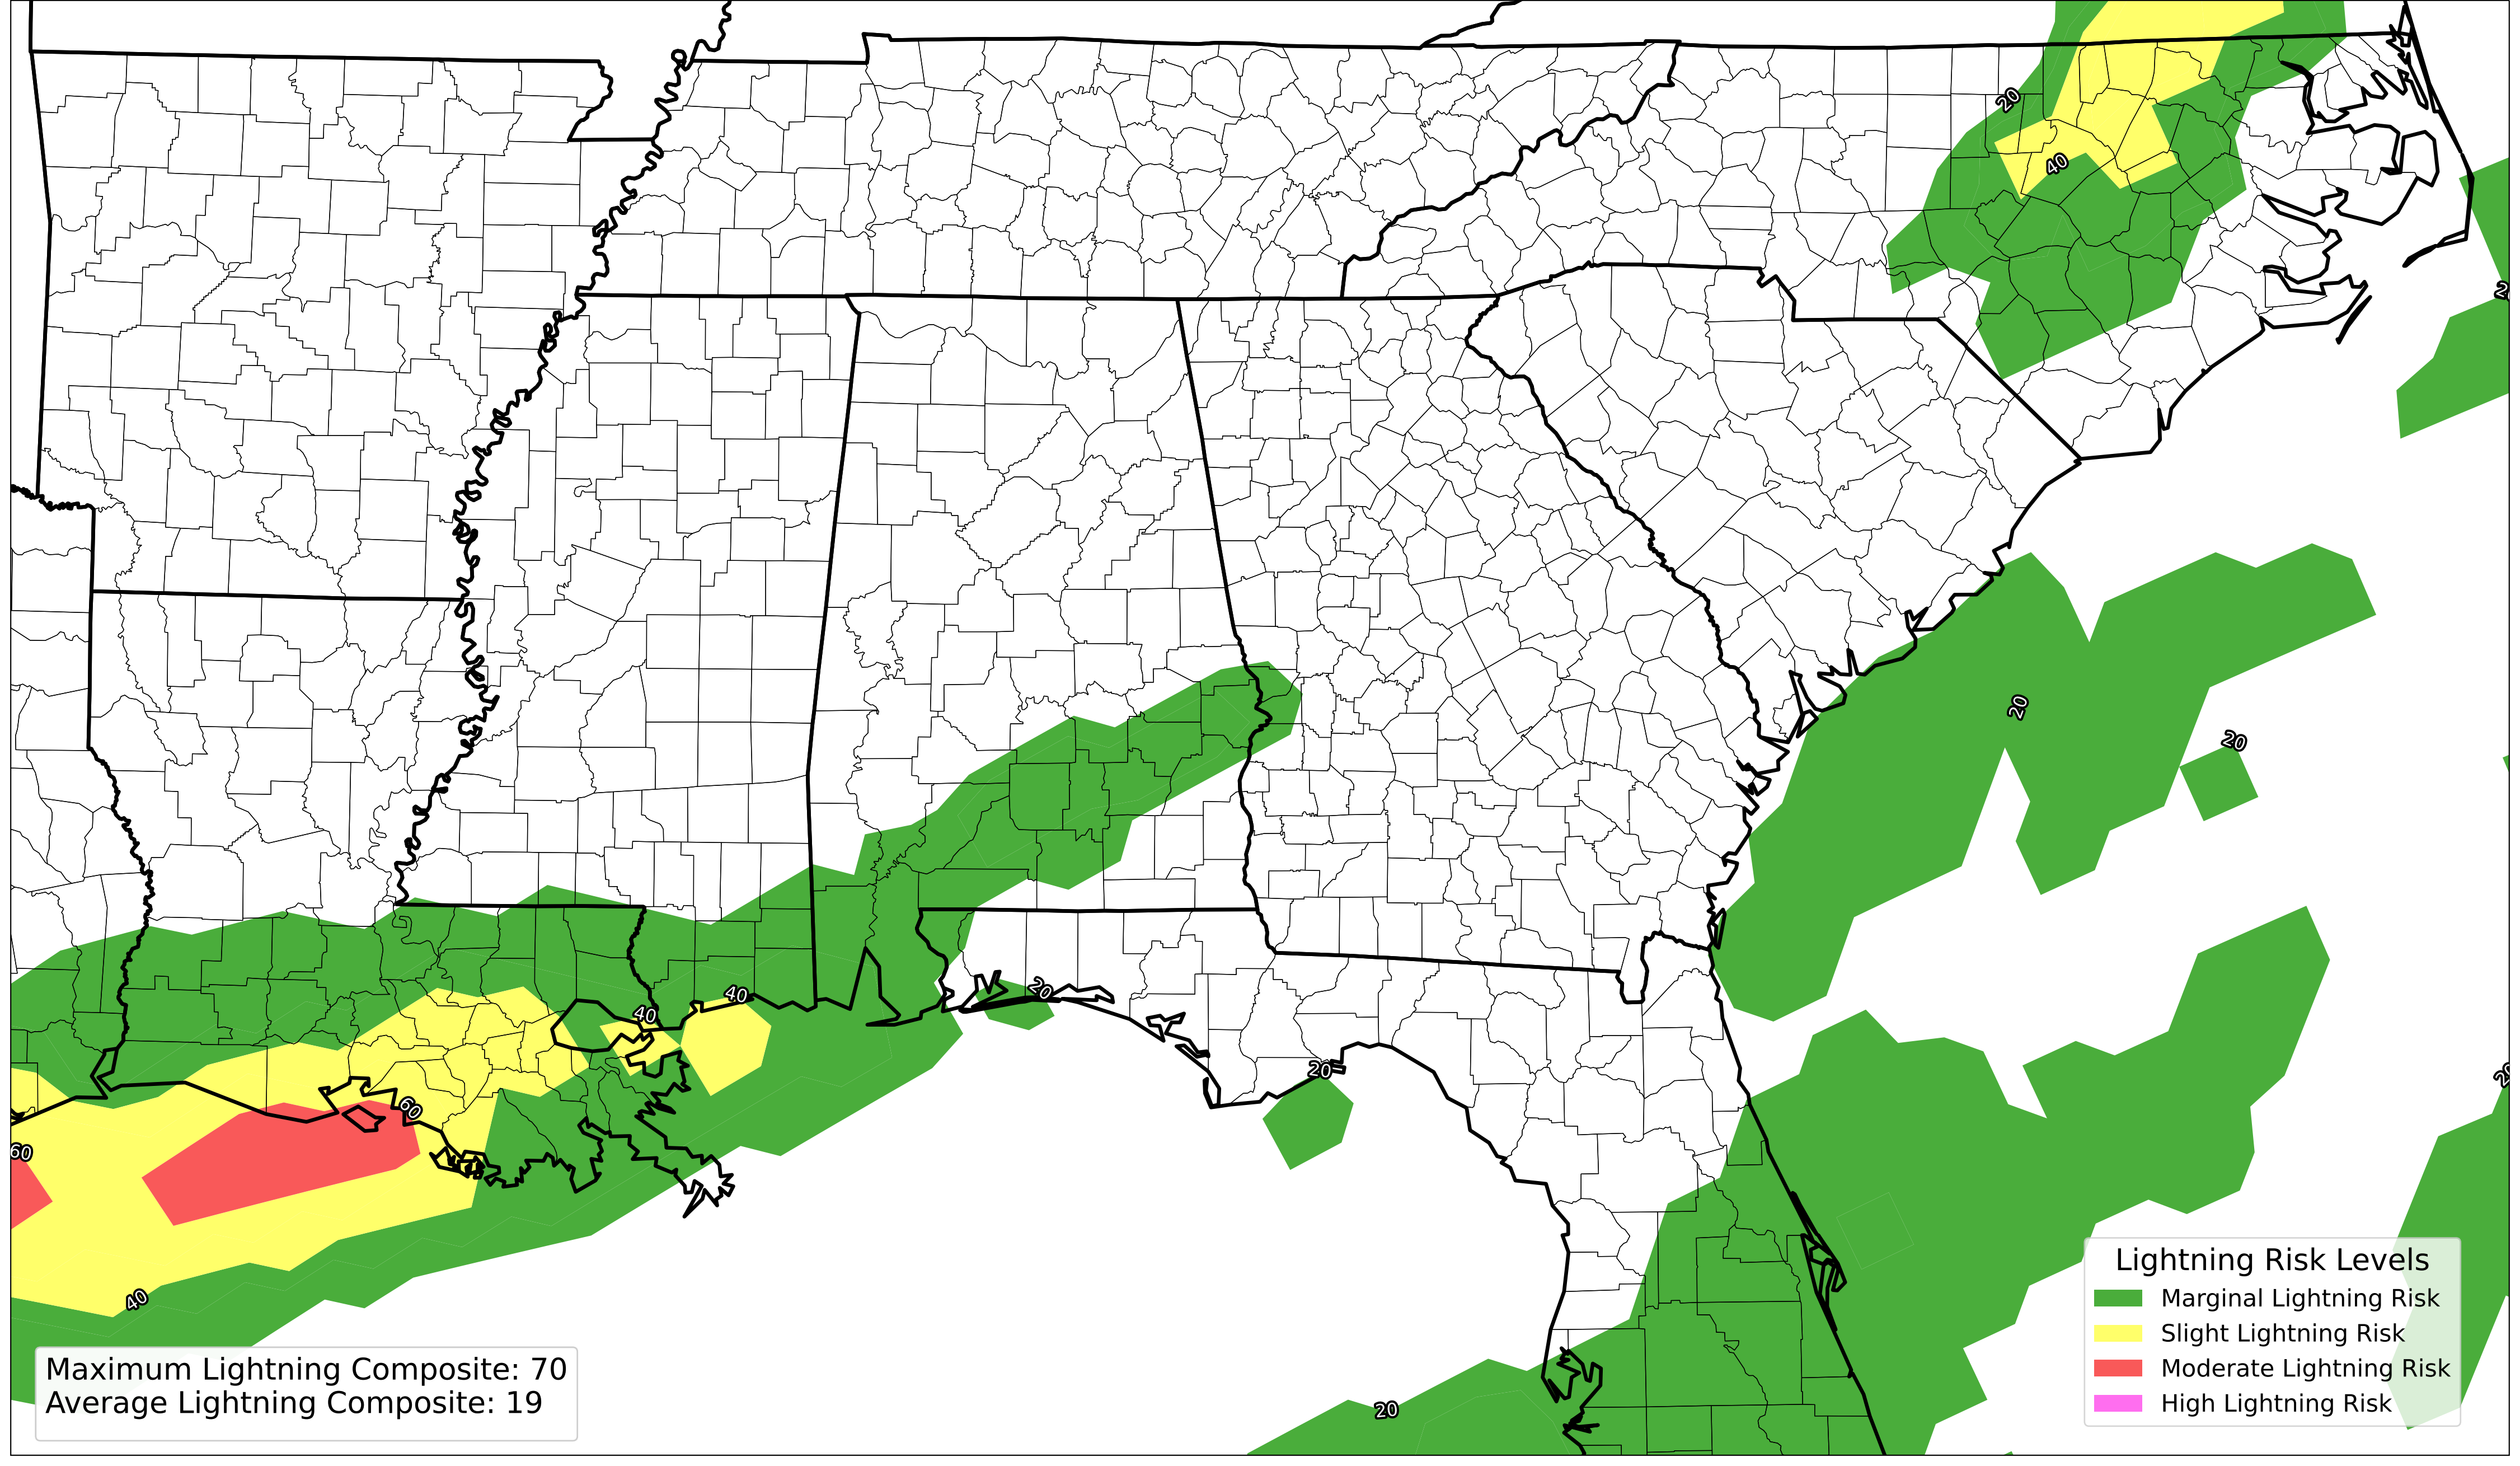 20
40
20
20
20
40
40
20
60
20
60
20
40
20
Lightning Risk Levels
Marginal Lightning Risk
Slight Lightning Risk
Moderate Lightning Risk
High Lightning Risk
Maximum Lightning Composite: 70
Average Lightning Composite: 19